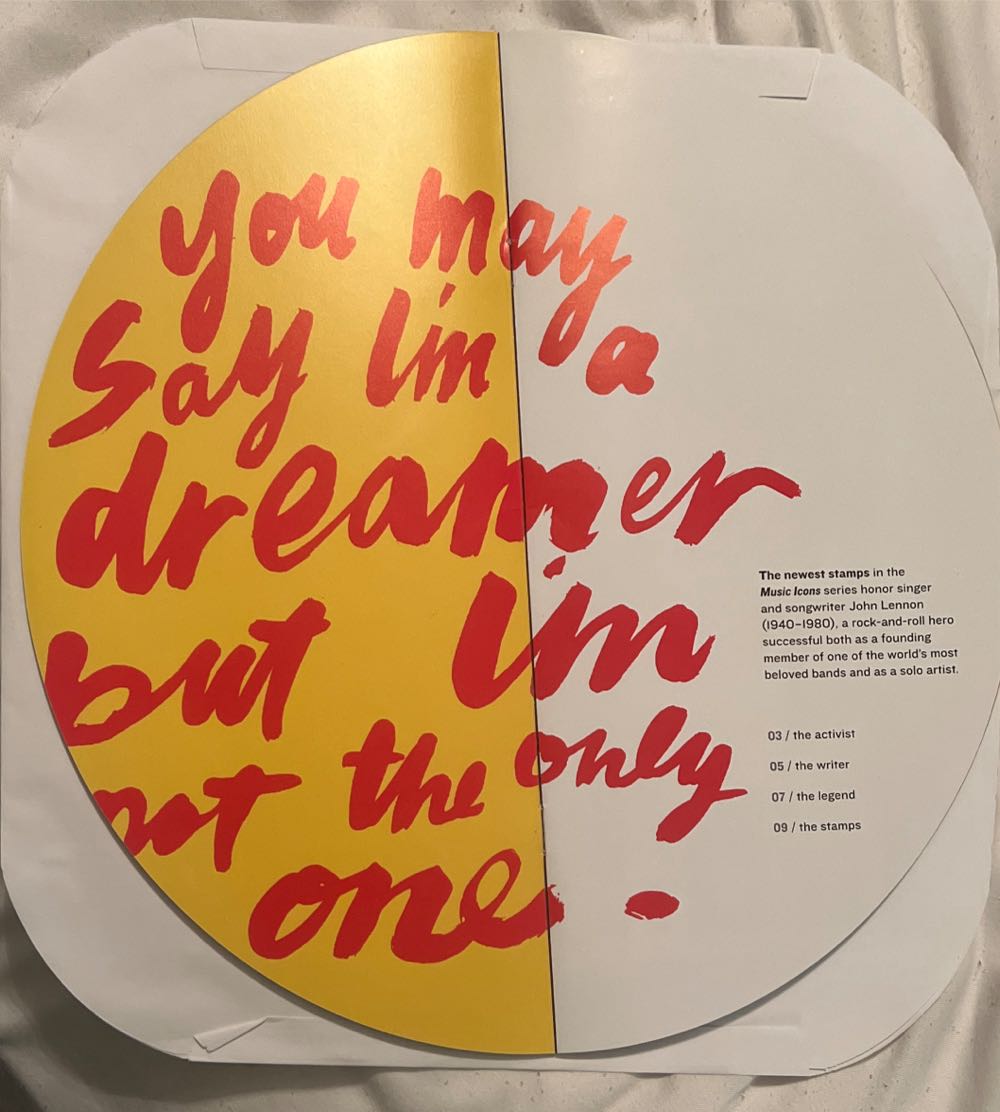 you may
say I'm a
dreamer
but I'm
not the only
one.
The newest stamps in the
Music Icons series honor singer
and songwriter John Lennon
(1940–1980), a rock-and-roll hero
successful both as a founding
member of one of the world's most
beloved bands and as a solo artist.
03 / the activist
05 / the writer
07 / the legend
09 / the stamps